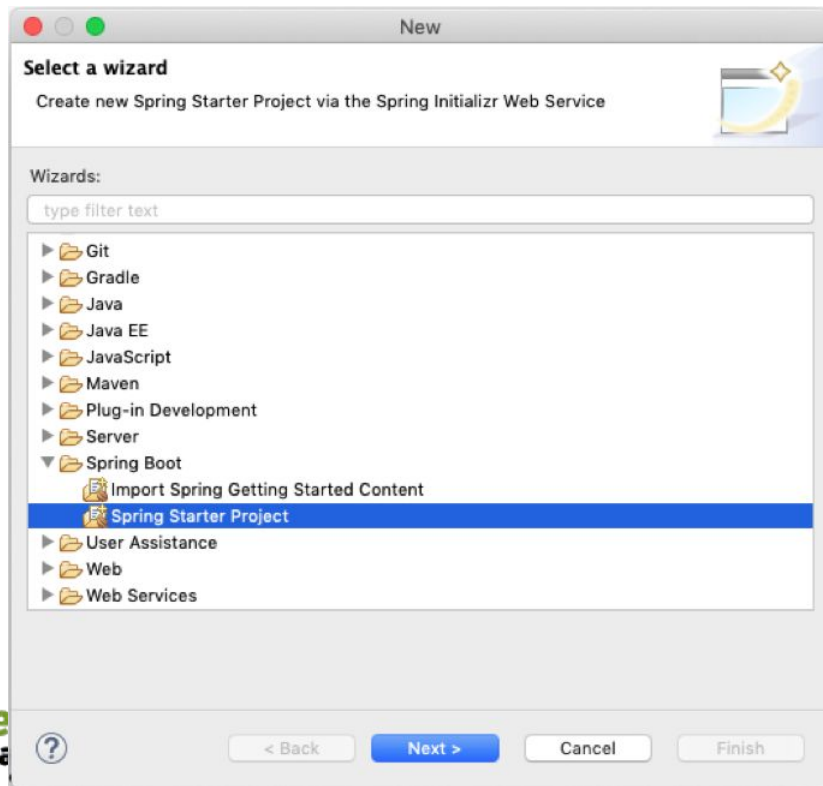 New
Select a wizard
Create new Spring Starter Project via the Spring Initializr Web Service
Wizards:
type filter text
Git
Gradle
Java
Java EE
JavaScript
Maven
Plug-in Development
Server
Spring Boot
Import Spring Getting Started Content
Spring Starter Project
User Assistance
Web
Web Services
? < Back Next > Cancel Finish